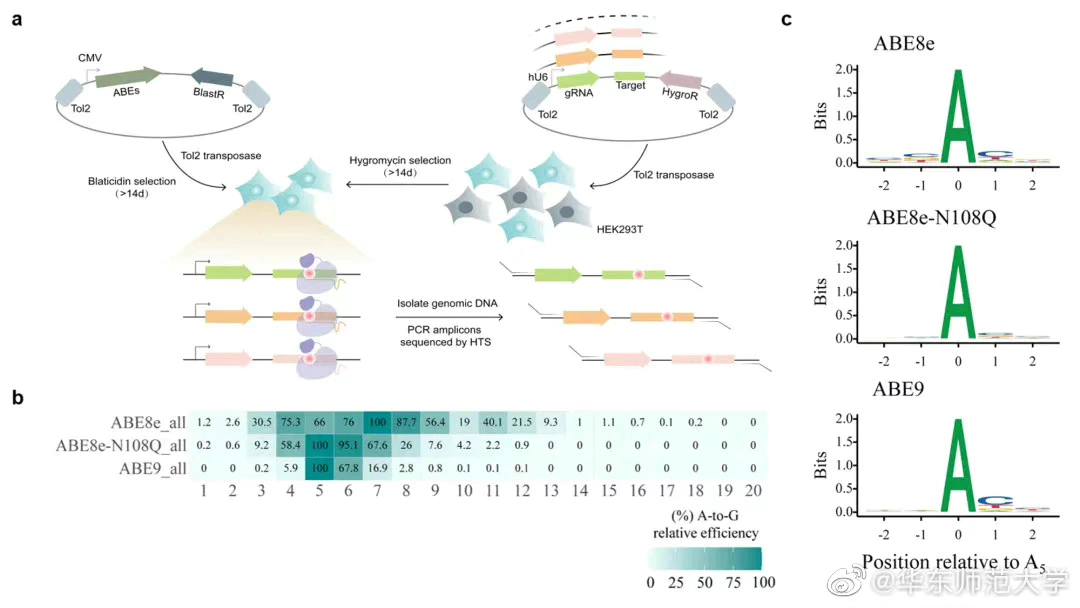 a
CMV
ABEs
BlastR
Tol2
Tol2
hU6
gRNA
Target
HygroR
Tol2
Tol2
Tol2 transposase
Blaticidin selection
(>14d)
Hygromycin selection
(>14d)
Tol2 transposase
HEK293T
Isolate genomic DNA
PCR amplicons
sequenced by HTS
b
ABE8e_all 1.2 2.6 30.5 75.3 66 76 100 87.7 56.4 19 40.1 21.5 9.3 1 1.1 0.7 0.1 0.2 0 0
ABE8e-N108Q_all 0.2 0.6 9.2 58.4 100 95.1 67.6 26 7.6 4.2 2.2 0.9 0 0 0 0 0 0 0 0
ABE9_all 0 0 0.2 5.9 100 67.8 16.9 2.8 0.8 0.1 0.1 0.1 0 0 0 0 0 0 0 0
1 2 3 4 5 6 7 8 9 10 11 12 13 14 15 16 17 18 19 20
(%) A-to-G
relative efficiency
0 25 50 75 100
c
ABE8e
Bits
2.0
1.5
1.0
0.5
0.0
A
C
-2 -1 0 1 2
ABE8e-N108Q
Bits
2.0
1.5
1.0
0.5
0.0
A
-2 -1 0 1 2
ABE9
Bits
2.0
1.5
1.0
0.5
0.0
A
C
-2 -1 0 1 2
Position relative to A5
@华东师范大学